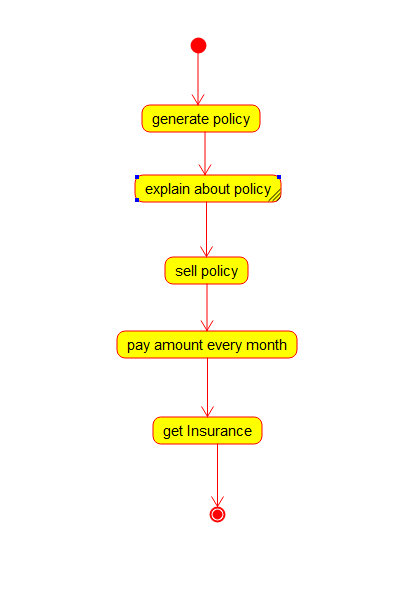 generate policy
explain about policy
sell policy
pay amount every month
get Insurance